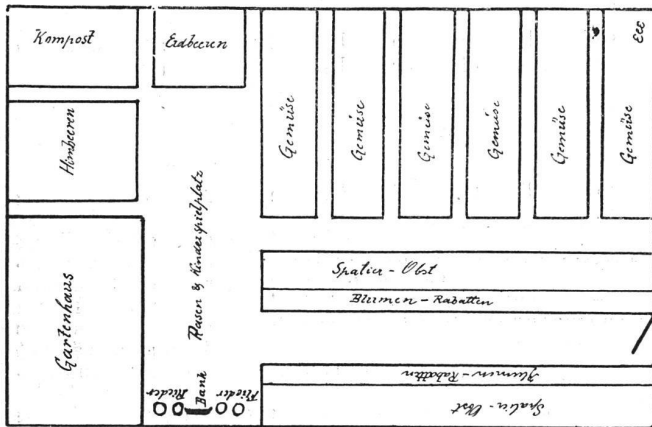 Kompost
Erdbeeren
Himbeeren
Gartenhaus
Rasen & Kinderspielplatz
Flieder
Bank
Flieder
Gemüse
Gemüse
Gemüse
Gemüse
Gemüse
Gemüse
Spalier - Obst
Blumen - Rabatten
Blumen - Rabatten
Spalier - Obst